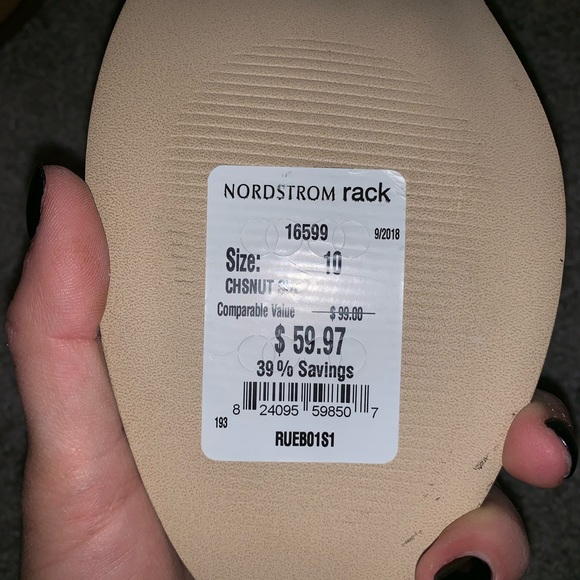 NORDSTROM rack
16599 9/2018
Size: 10
CHSNUT
Comparable Value $ 99.00
$ 59.97
39% Savings
8 24095 59850 7
193
RUEB01S1